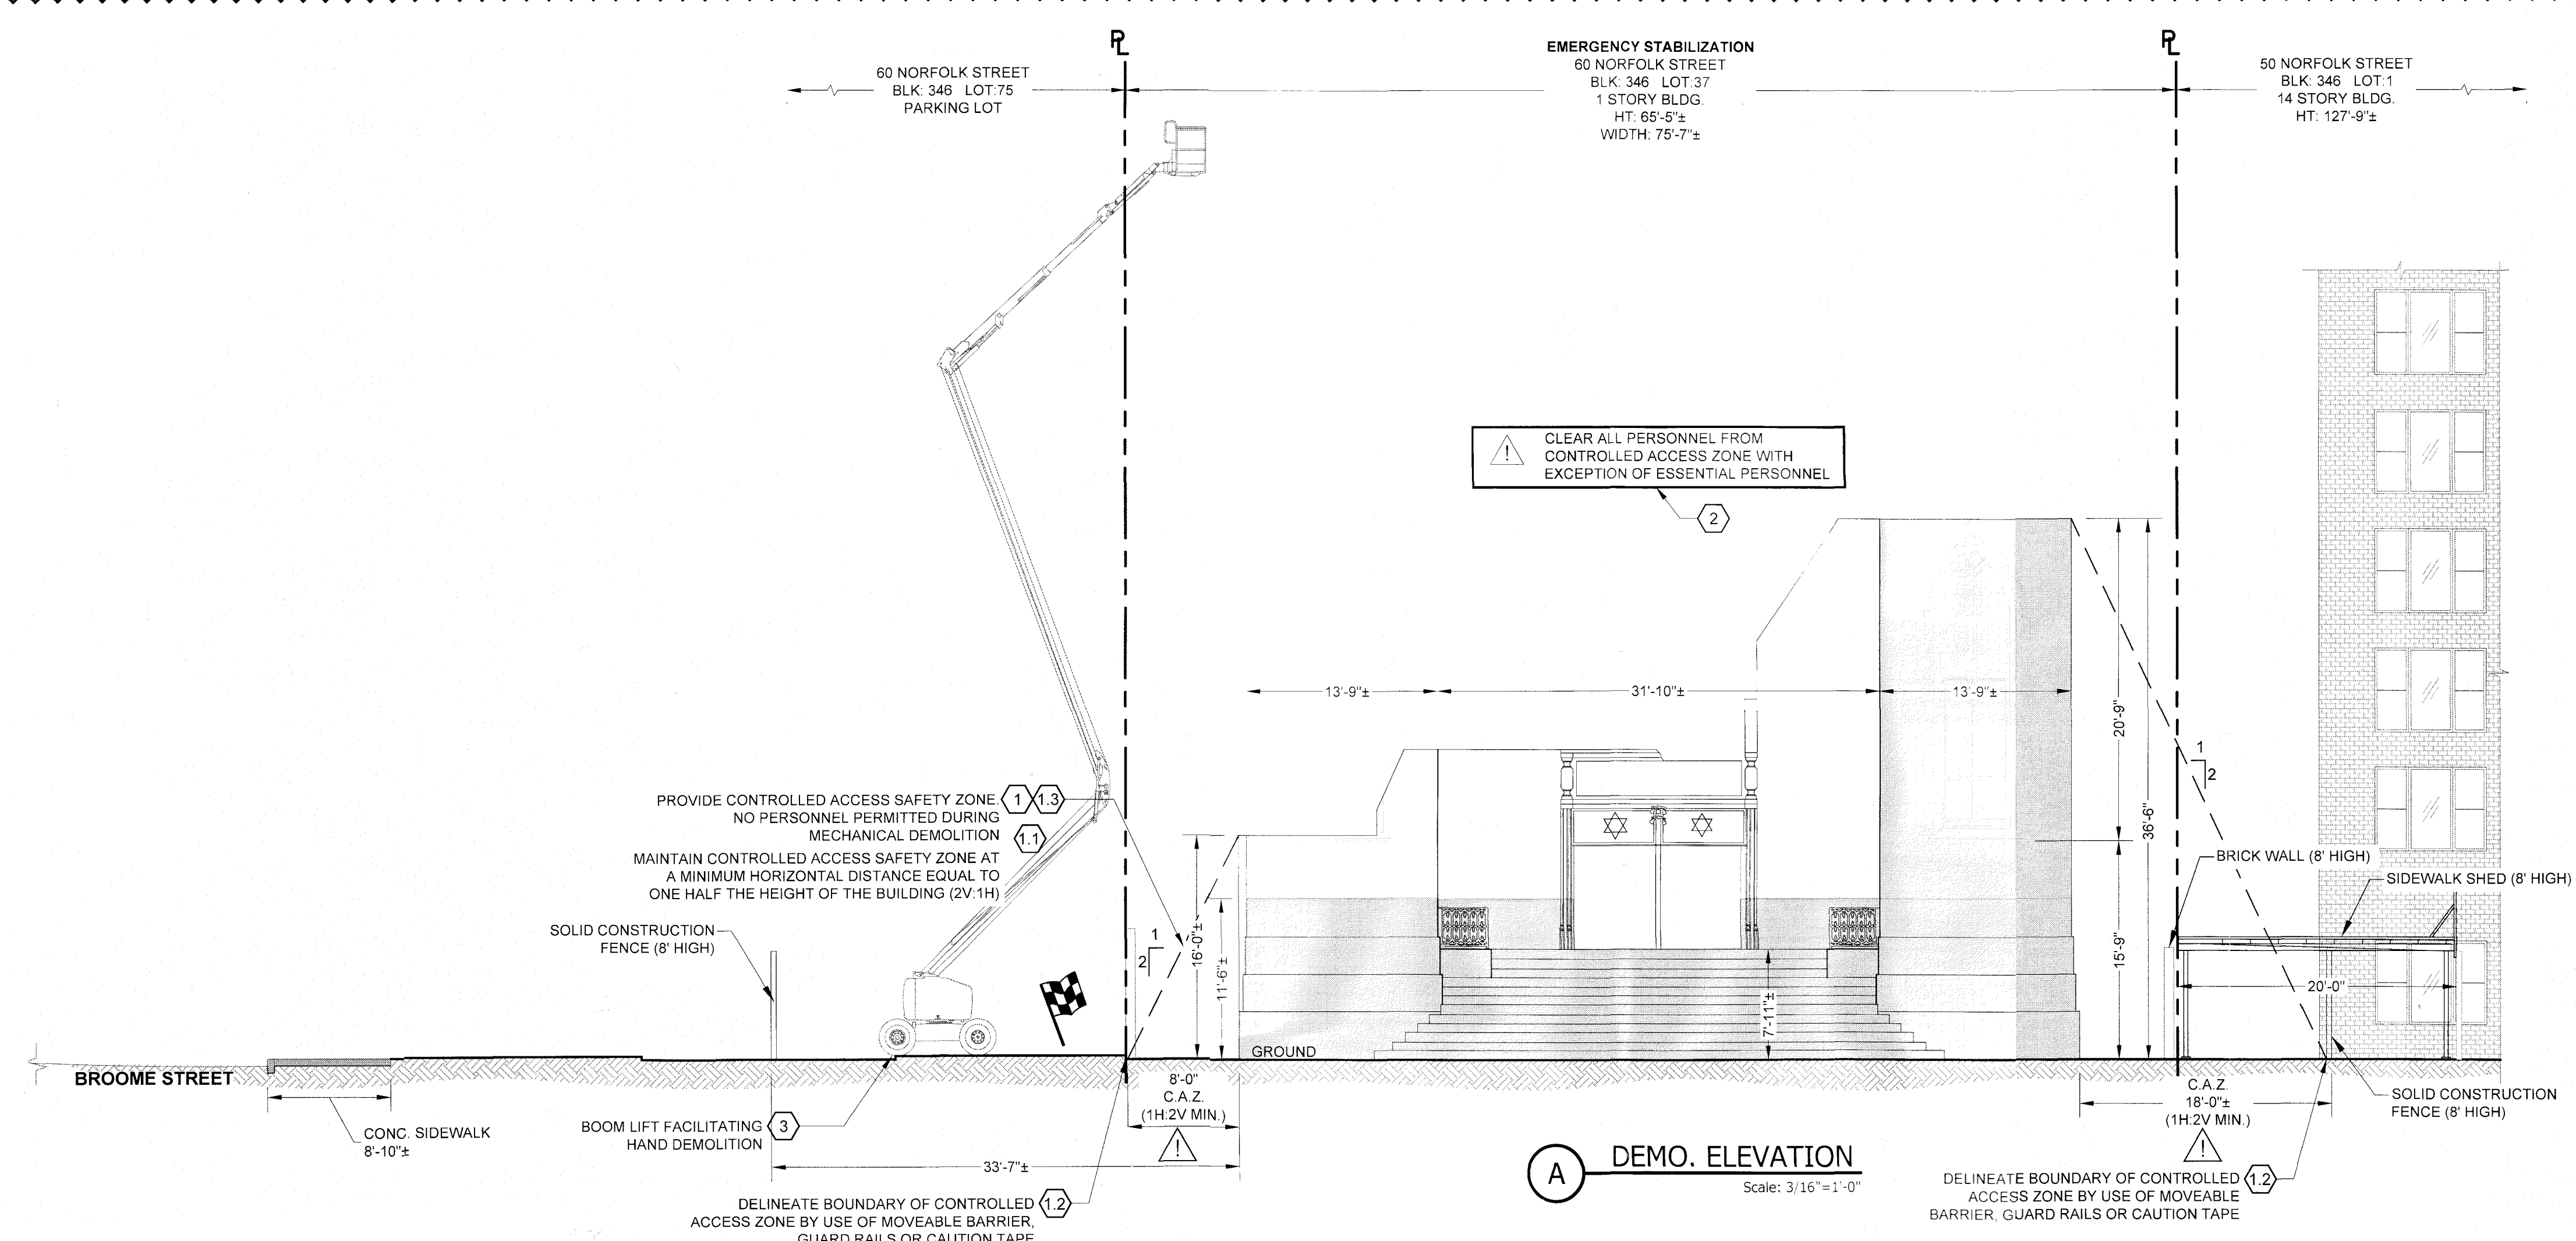 PL
PL
60 NORFOLK STREET
BLK: 346 LOT:75
PARKING LOT
EMERGENCY STABILIZATION
60 NORFOLK STREET
BLK: 346 LOT:37
1 STORY BLDG.
HT: 65'-5"±
WIDTH: 75'-7"±
50 NORFOLK STREET
BLK: 346 LOT:1
14 STORY BLDG.
HT: 127'-9"±
! CLEAR ALL PERSONNEL FROM
CONTROLLED ACCESS ZONE WITH
EXCEPTION OF ESSENTIAL PERSONNEL
2
13'-9"±
31'-10"±
13'-9"±
20'-9"
36'-6"
15'-9"
1
2
PROVIDE CONTROLLED ACCESS SAFETY ZONE. 1 1.3
NO PERSONNEL PERMITTED DURING
MECHANICAL DEMOLITION 1.1
MAINTAIN CONTROLLED ACCESS SAFETY ZONE AT
A MINIMUM HORIZONTAL DISTANCE EQUAL TO
ONE HALF THE HEIGHT OF THE BUILDING (2V:1H)
BRICK WALL (8' HIGH)
SIDEWALK SHED (8' HIGH)
SOLID CONSTRUCTION
FENCE (8' HIGH)
1
2
16'-0"±
11'-6"±
7'-11"±
20'-0"
GROUND
BROOME STREET
8'-0"
C.A.Z.
(1H:2V MIN.)
!
C.A.Z.
18'-0"±
(1H:2V MIN.)
!
SOLID CONSTRUCTION
FENCE (8' HIGH)
CONC. SIDEWALK
8'-10"±
BOOM LIFT FACILITATING 3
HAND DEMOLITION
33'-7"±
A DEMO. ELEVATION
Scale: 3/16"=1'-0"
DELINEATE BOUNDARY OF CONTROLLED 1.2
ACCESS ZONE BY USE OF MOVEABLE BARRIER,
GUARD RAILS OR CAUTION TAPE
DELINEATE BOUNDARY OF CONTROLLED 1.2
ACCESS ZONE BY USE OF MOVEABLE
BARRIER, GUARD RAILS OR CAUTION TAPE